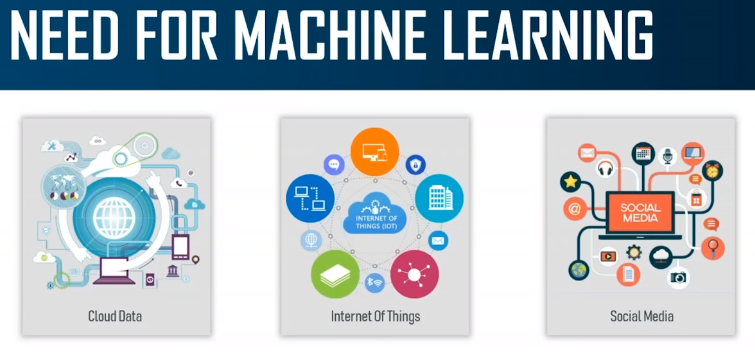 NEED FOR MACHINE LEARNING
INTERNET OF
THINGS (IOT)
SOCIAL
MEDIA
@
Cloud Data
Internet Of Things
Social Media